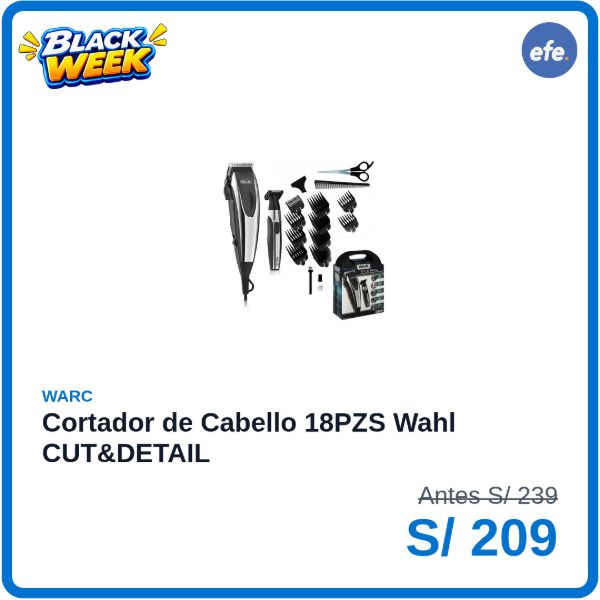 BLACK
WEEK
efe.
WARC
Cortador de Cabello 18PZS Wahl
CUT&DETAIL
Antes S/ 239
S/ 209